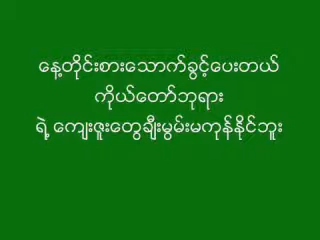 နေ့တိုင်းစားသောက်ခွင့်ပေးတယ်
ကိုယ်တော်ဘုရား
ရဲ့ ကျေးဇူးတွေချီးမွမ်းမကုန်နိုင်ဘူး